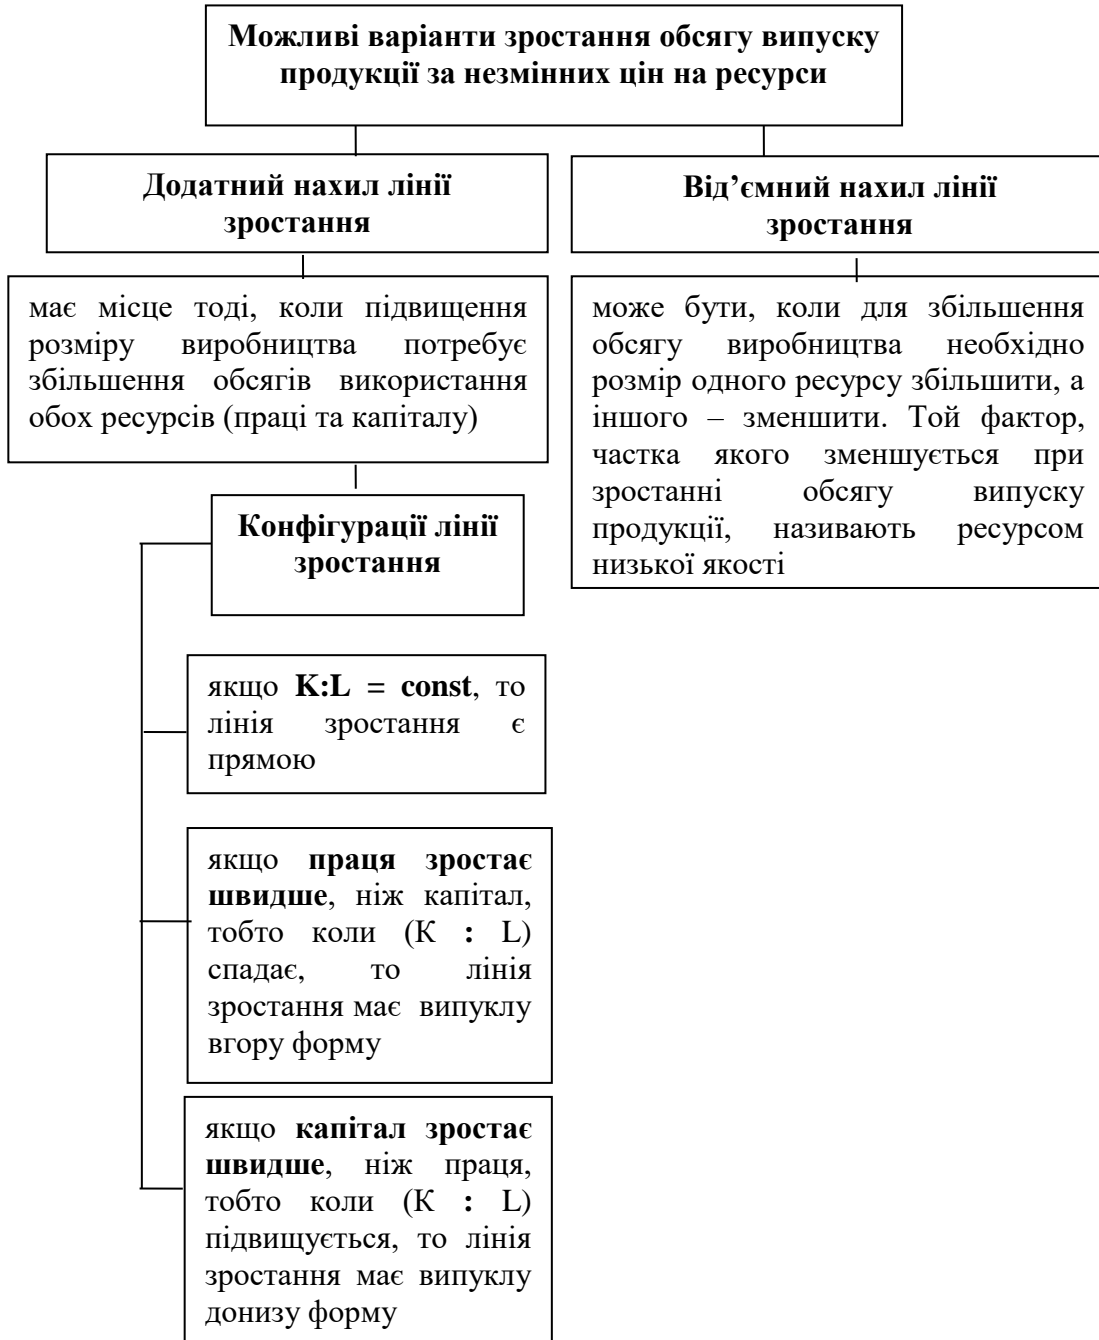 Можливі варіанти зростання обсягу випуску
продукції за незмінних цін на ресурси
Додатний нахил лінії
зростання
Від’ємний нахил лінії
зростання
має місце тоді, коли підвищення
розміру виробництва потребує
збільшення обсягів використання
обох ресурсів (праці та капіталу)
може бути, коли для збільшення
обсягу виробництва необхідно
розмір одного ресурсу збільшити, а
іншого – зменшити. Той фактор,
частка якого зменшується при
зростанні обсягу випуску
продукції, називають ресурсом
низької якості
Конфігурації лінії
зростання
якщо K:L = const, то
лінія зростання є
прямою
якщо праця зростає
швидше, ніж капітал,
тобто коли (К : L)
спадає, то лінія
зростання має випуклу
вгору форму
якщо капітал зростає
швидше, ніж праця,
тобто коли (К : L)
підвищується, то лінія
зростання має випуклу
донизу форму